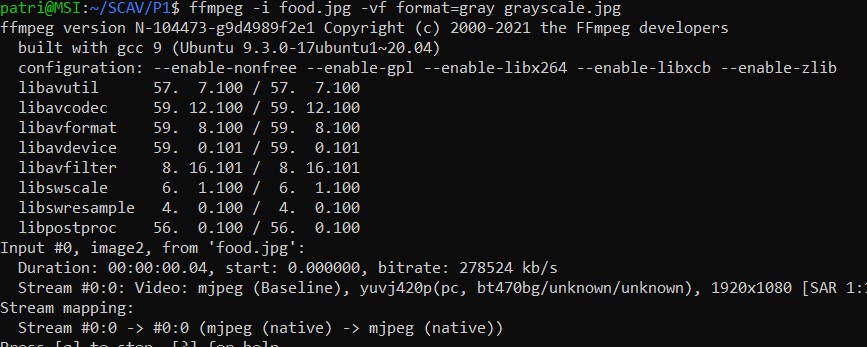 patri@MSI:~/SCAV/P1$ ffmpeg -i food.jpg -vf format=gray grayscale.jpg
ffmpeg version N-104473-g9d4989f2e1 Copyright (c) 2000-2021 the FFmpeg developers
built with gcc 9 (Ubuntu 9.3.0-17ubuntu1~20.04)
configuration: --enable-nonfree --enable-gpl --enable-libx264 --enable-libxcb --enable-zlib
libavutil 57. 7.100 / 57. 7.100
libavcodec 59. 12.100 / 59. 12.100
libavformat 59. 8.100 / 59. 8.100
libavdevice 59. 0.101 / 59. 0.101
libavfilter 8. 16.101 / 8. 16.101
libswscale 6. 1.100 / 6. 1.100
libswresample 4. 0.100 / 4. 0.100
libpostproc 56. 0.100 / 56. 0.100
Input #0, image2, from 'food.jpg':
Duration: 00:00:00.04, start: 0.000000, bitrate: 278524 kb/s
Stream #0:0: Video: mjpeg (Baseline), yuvj420p(pc, bt470bg/unknown/unknown), 1920x1080 [SAR 1:1
Stream mapping:
Stream #0:0 -> #0:0 (mjpeg (native) -> mjpeg (native))
Press [q] to stop, [?] for help